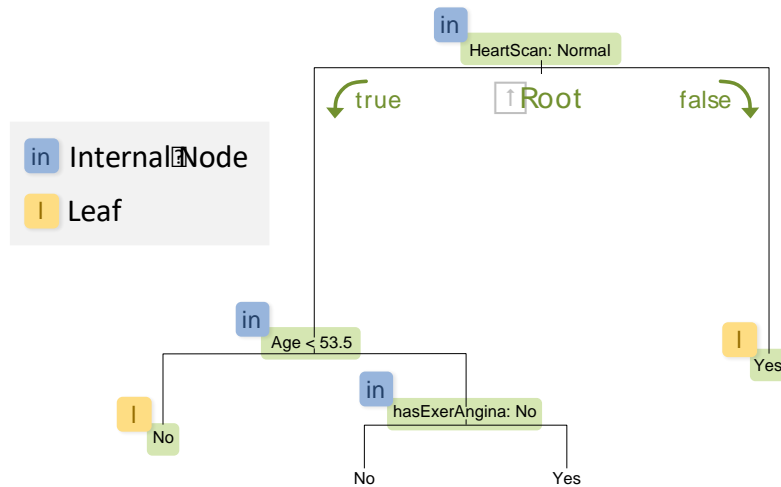 in
HeartScan: Normal
true
↑ Root
false
in Internal Node
l Leaf
in
Age < 53.5
l
Yes
in
hasExerAngina: No
l
No
No
Yes